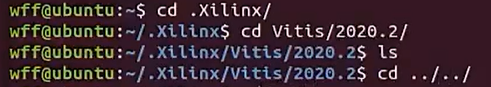 wff@ubuntu:~$ cd .Xilinx/
wff@ubuntu:~/.Xilinx$ cd Vitis/2020.2/
wff@ubuntu:~/.Xilinx/Vitis/2020.2$ ls
wff@ubuntu:~/.Xilinx/Vitis/2020.2$ cd ../../